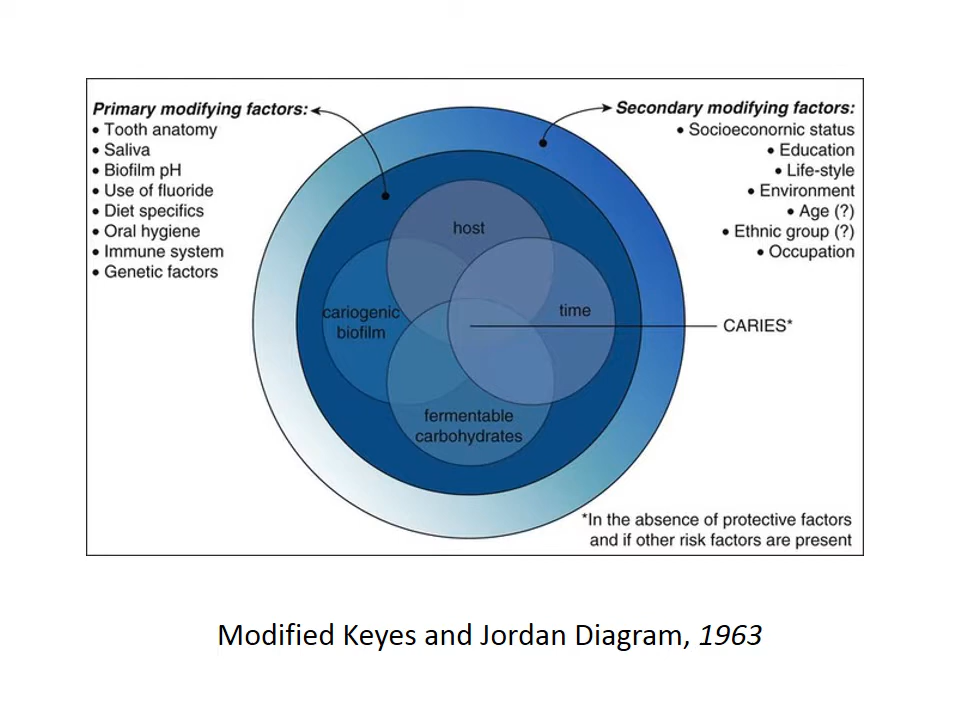 Primary modifying factors:
• Tooth anatomy
• Saliva
• Biofilm pH
• Use of fluoride
• Diet specifics
• Oral hygiene
• Immune system
• Genetic factors
Secondary modifying factors:
• Socioeconornic status
• Education
• Life-style
• Environment
• Age (?)
• Ethnic group (?)
• Occupation
host
cariogenic
biofilm
time
fermentable
carbohydrates
CARIES*
*In the absence of protective factors
and if other risk factors are present
Modified Keyes and Jordan Diagram, 1963